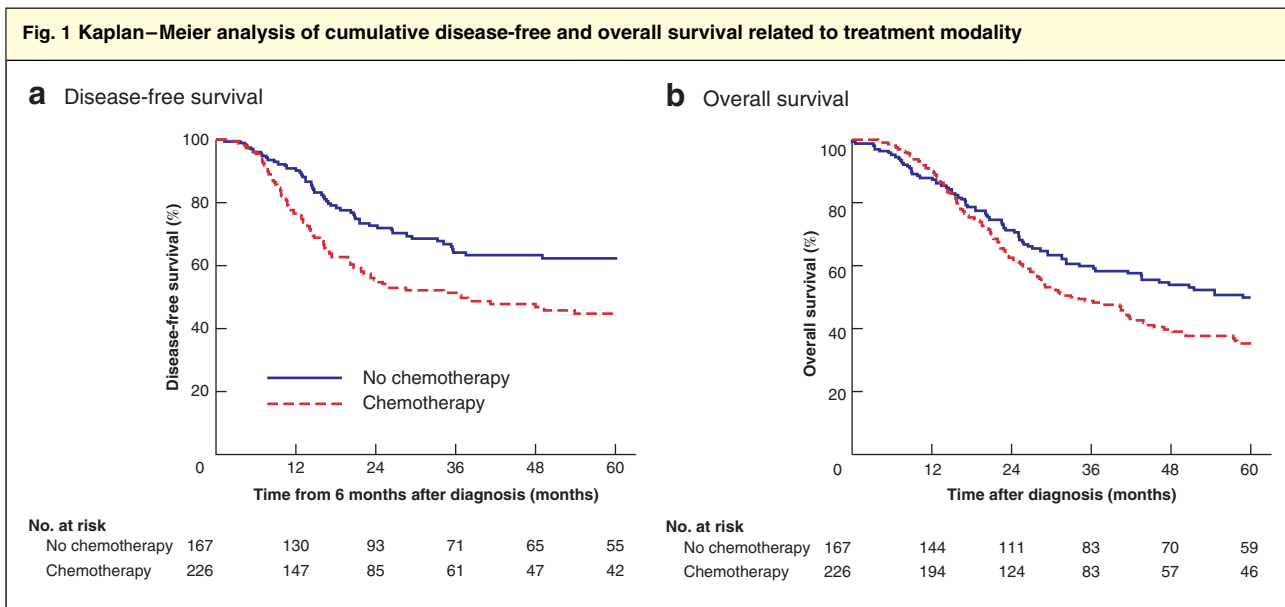 Fig. 1 Kaplan–Meier analysis of cumulative disease-free and overall survival related to treatment modality
a Disease-free survival
100
80
60
40
20
0
Disease-free survival (%)
No chemotherapy
Chemotherapy
12 24 36 48 60
Time from 6 months after diagnosis (months)
No. at risk
No chemotherapy 167 130 93 71 65 55
Chemotherapy 226 147 85 61 47 42
b Overall survival
100
80
60
40
20
0
Overall survival (%)
12 24 36 48 60
Time after diagnosis (months)
No. at risk
No chemotherapy 167 144 111 83 70 59
Chemotherapy 226 194 124 83 57 46